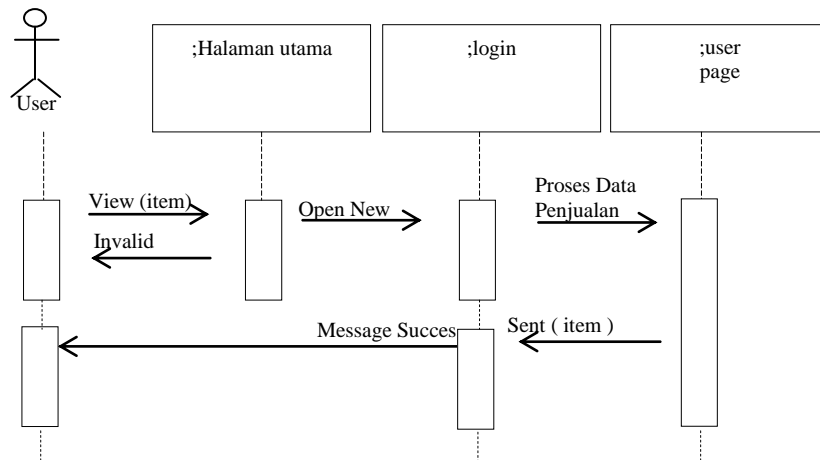 User
;Halaman utama
;login
;user
page
View (item)
Open New
Proses Data
Penjualan
Invalid
Message Succes
Sent ( item )